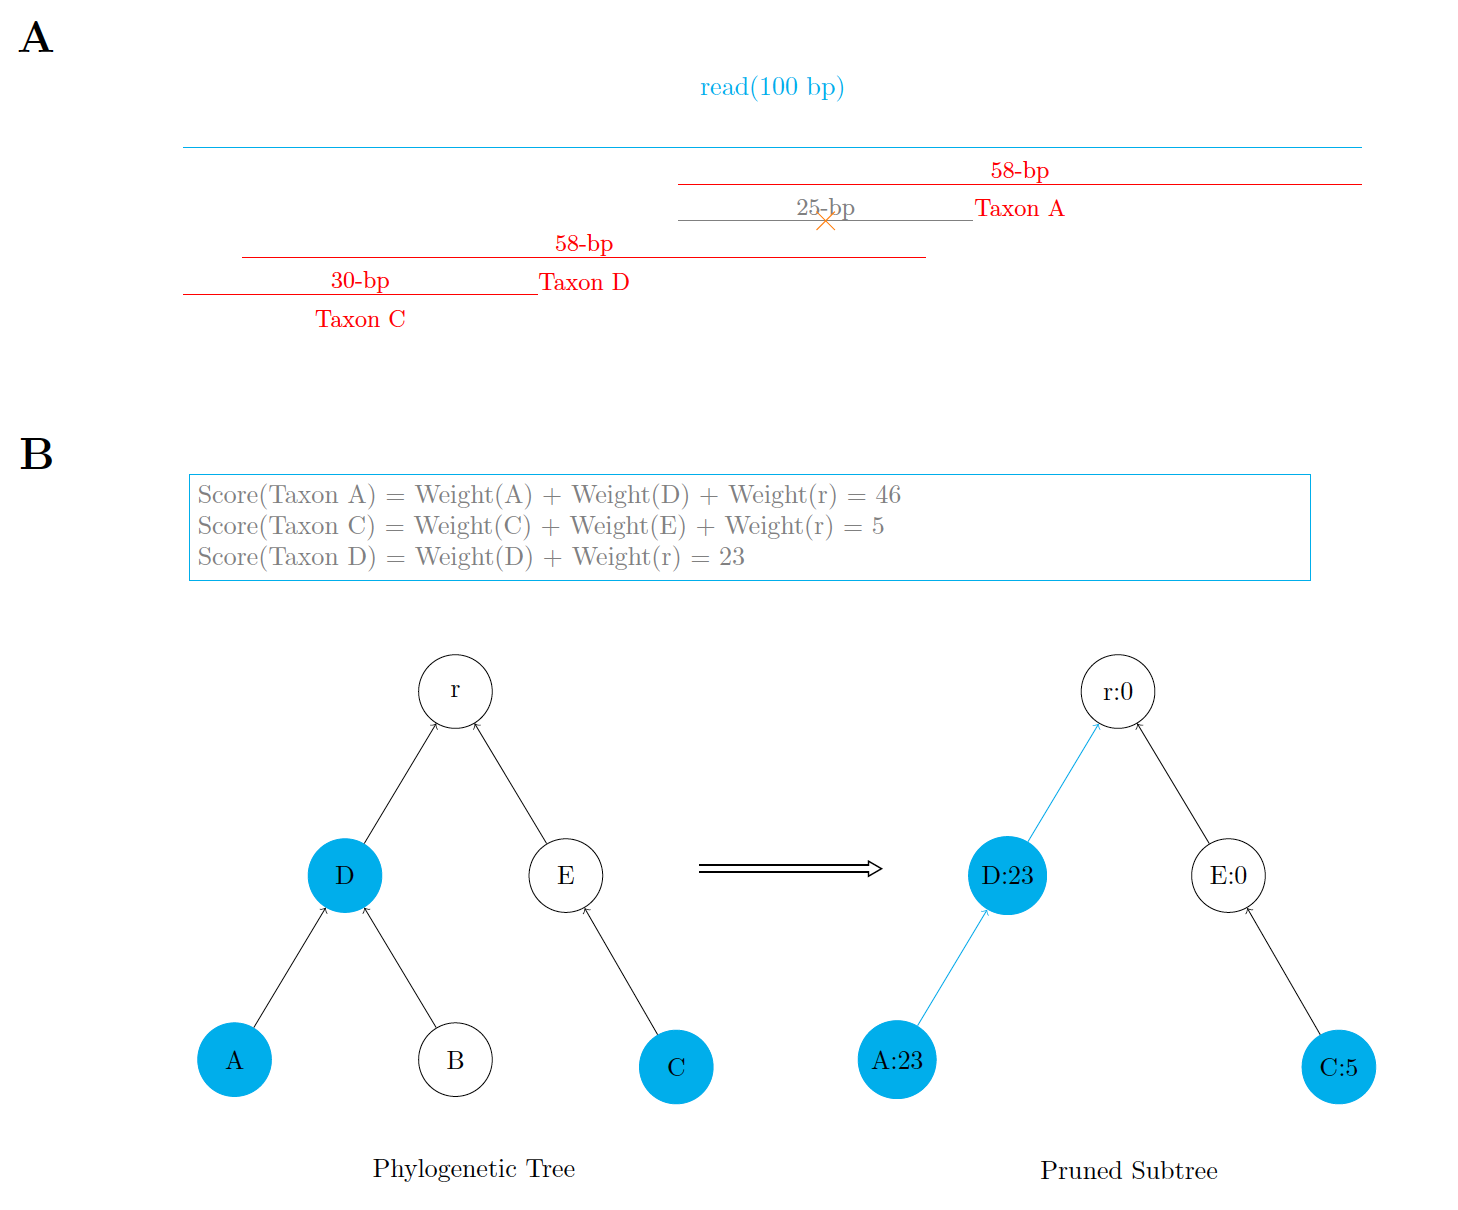 A
read(100 bp)
58-bp
Taxon A
25-bp
58-bp
Taxon D
30-bp
Taxon C
B
Score(Taxon A) = Weight(A) + Weight(D) + Weight(r) = 46
Score(Taxon C) = Weight(C) + Weight(E) + Weight(r) = 5
Score(Taxon D) = Weight(D) + Weight(r) = 23
r
D
E
A
B
C
Phylogenetic Tree
r:0
D:23
E:0
A:23
C:5
Pruned Subtree